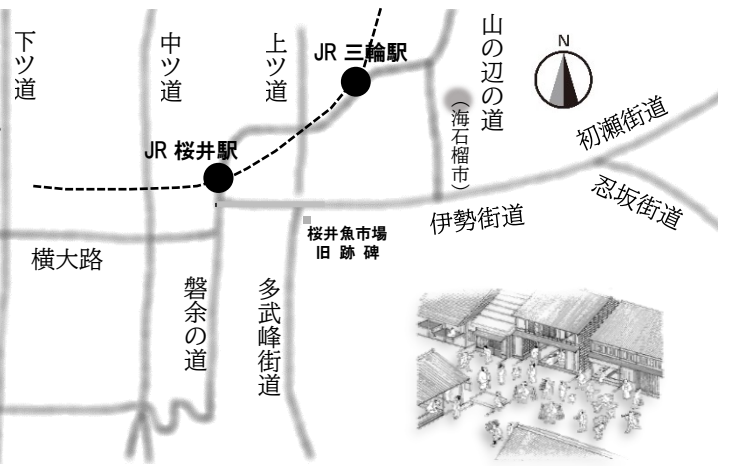 下ツ道
中ツ道
上ツ道
JR 三輪駅
山の辺の道
N
(海石榴市)
初瀬街道
JR 桜井駅
忍坂街道
伊勢街道
桜井魚市場
旧跡碑
横大路
磐余の道
多武峰街道